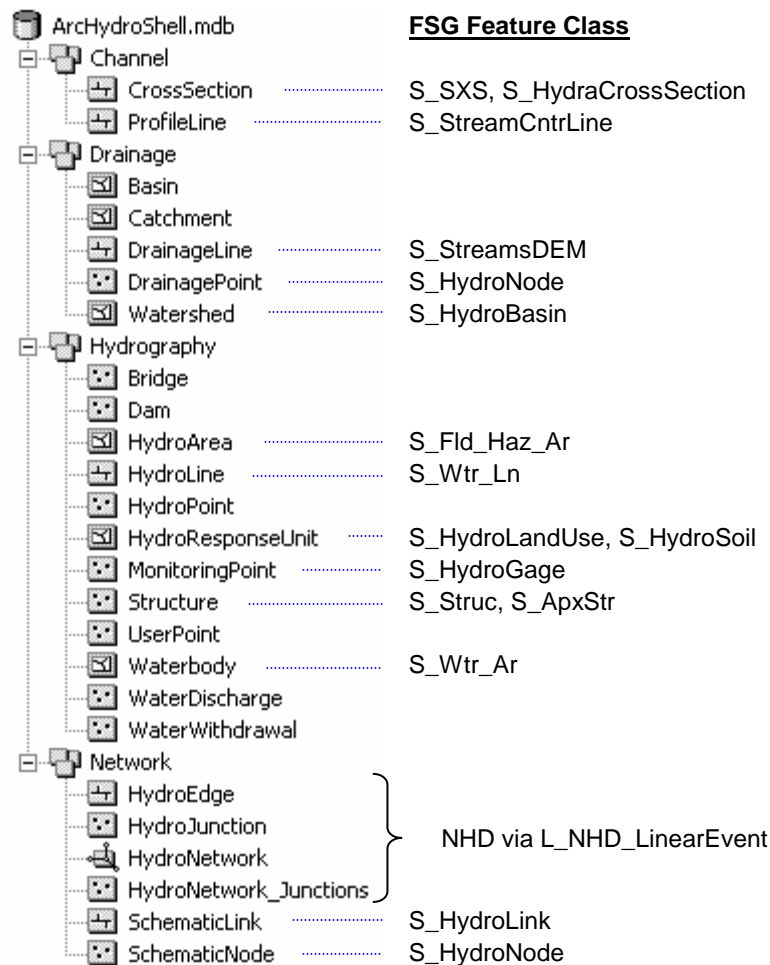 ArcHydroShell.mdb FSG Feature Class
Channel
CrossSection S_SXS, S_HydraCrossSection
ProfileLine S_StreamCntrLine
Drainage
Basin
Catchment
DrainageLine S_StreamsDEM
DrainagePoint S_HydroNode
Watershed S_HydroBasin
Hydrography
Bridge
Dam
HydroArea S_Fld_Haz_Ar
HydroLine S_Wtr_Ln
HydroPoint
HydroResponseUnit S_HydroLandUse, S_HydroSoil
MonitoringPoint S_HydroGage
Structure S_Struc, S_ApxStr
UserPoint
Waterbody S_Wtr_Ar
WaterDischarge
WaterWithdrawal
Network
HydroEdge
HydroJunction
NHD via L_NHD_LinearEvent
HydroNetwork
HydroNetwork_Junctions
SchematicLink S_HydroLink
SchematicNode S_HydroNode